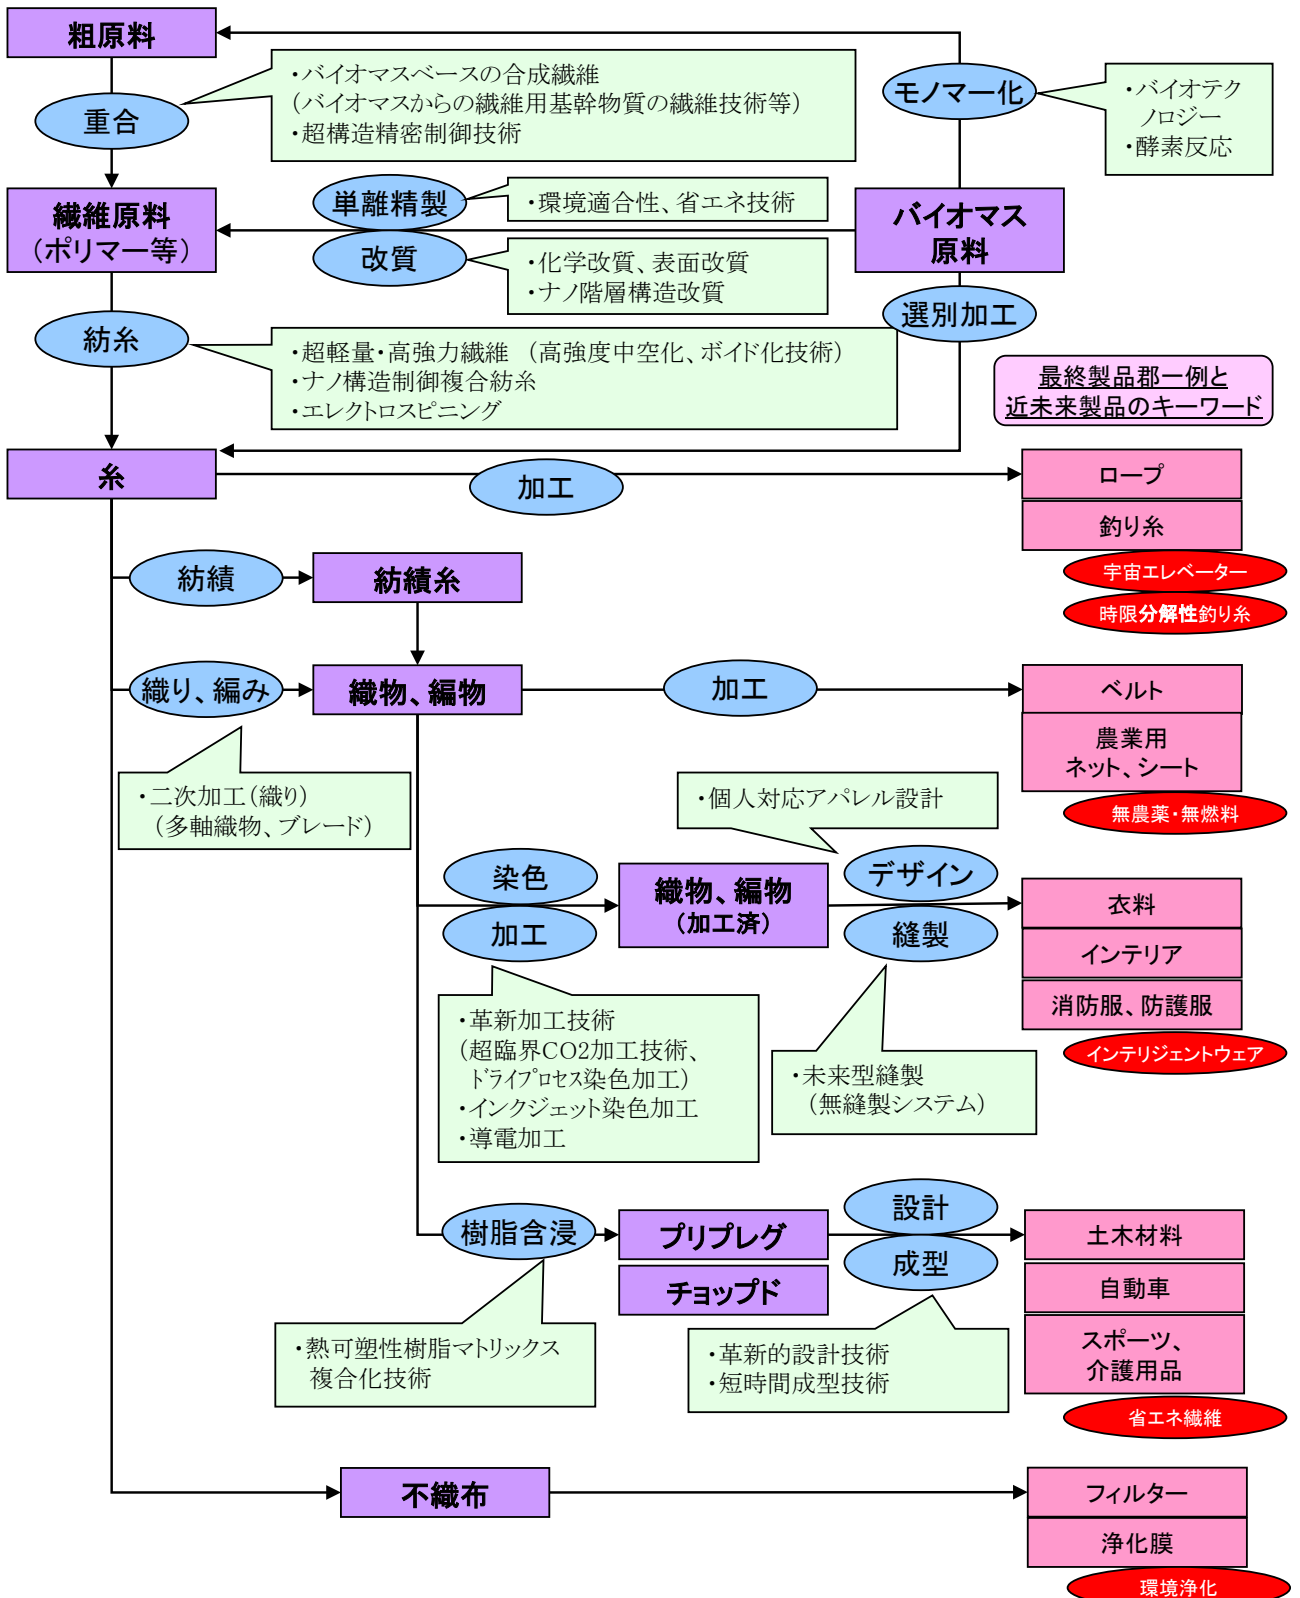 粗原料
重合
・バイオマスベースの合成繊維
（バイオマスからの繊維用基幹物質の繊維技術等）
・超構造精密制御技術
モノマー化
・バイオテク
ノロジー
・酵素反応
繊維原料
（ポリマー等）
単離精製
・環境適合性、省エネ技術
改質
・化学改質、表面改質
・ナノ階層構造改質
バイオマス
原料
選別加工
紡糸
・超軽量・高強力繊維　（高強度中空化、ボイド化技術）
・ナノ構造制御複合紡糸
・エレクトロスピニング
最終製品郡一例と
近未来製品のキーワード
糸
加工
ロープ
釣り糸
宇宙エレベーター
時限分解性釣り糸
紡績
紡績糸
織り、編み
織物、編物
加工
ベルト
農業用
ネット、シート
無農薬・無燃料
・二次加工（織り）
（多軸織物、ブレード）
・個人対応アパレル設計
染色
加工
織物、編物
（加工済）
デザイン
縫製
衣料
インテリア
消防服、防護服
インテリジェントウェア
・革新加工技術
（超臨界CO2加工技術、
ドライプロセス染色加工）
・インクジェット染色加工
・導電加工
・未来型縫製
（無縫製システム）
樹脂含浸
プリプレグ
チョップド
設計
成型
土木材料
自動車
スポーツ、
介護用品
省エネ繊維
・熱可塑性樹脂マトリックス
複合化技術
・革新的設計技術
・短時間成型技術
不織布
フィルター
浄化膜
環境浄化